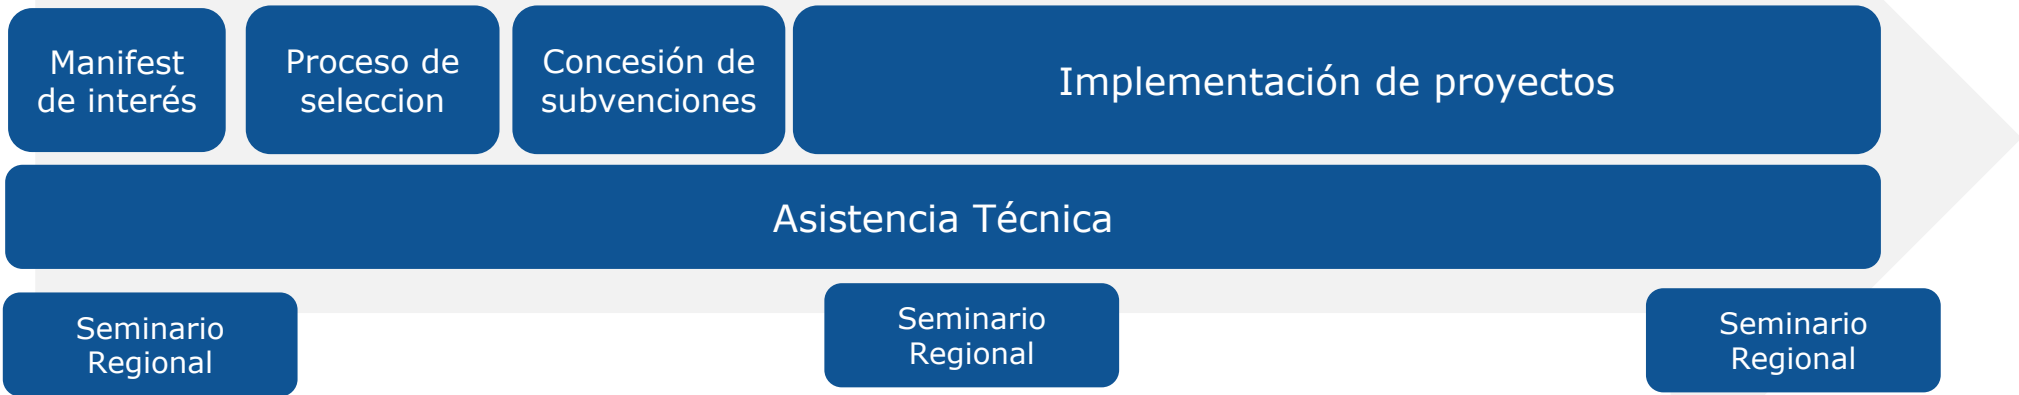 Manifest
de interés
Proceso de
seleccion
Concesión de
subvenciones
Implementación de proyectos
Asistencia Técnica
Seminario
Regional
Seminario
Regional
Seminario
Regional